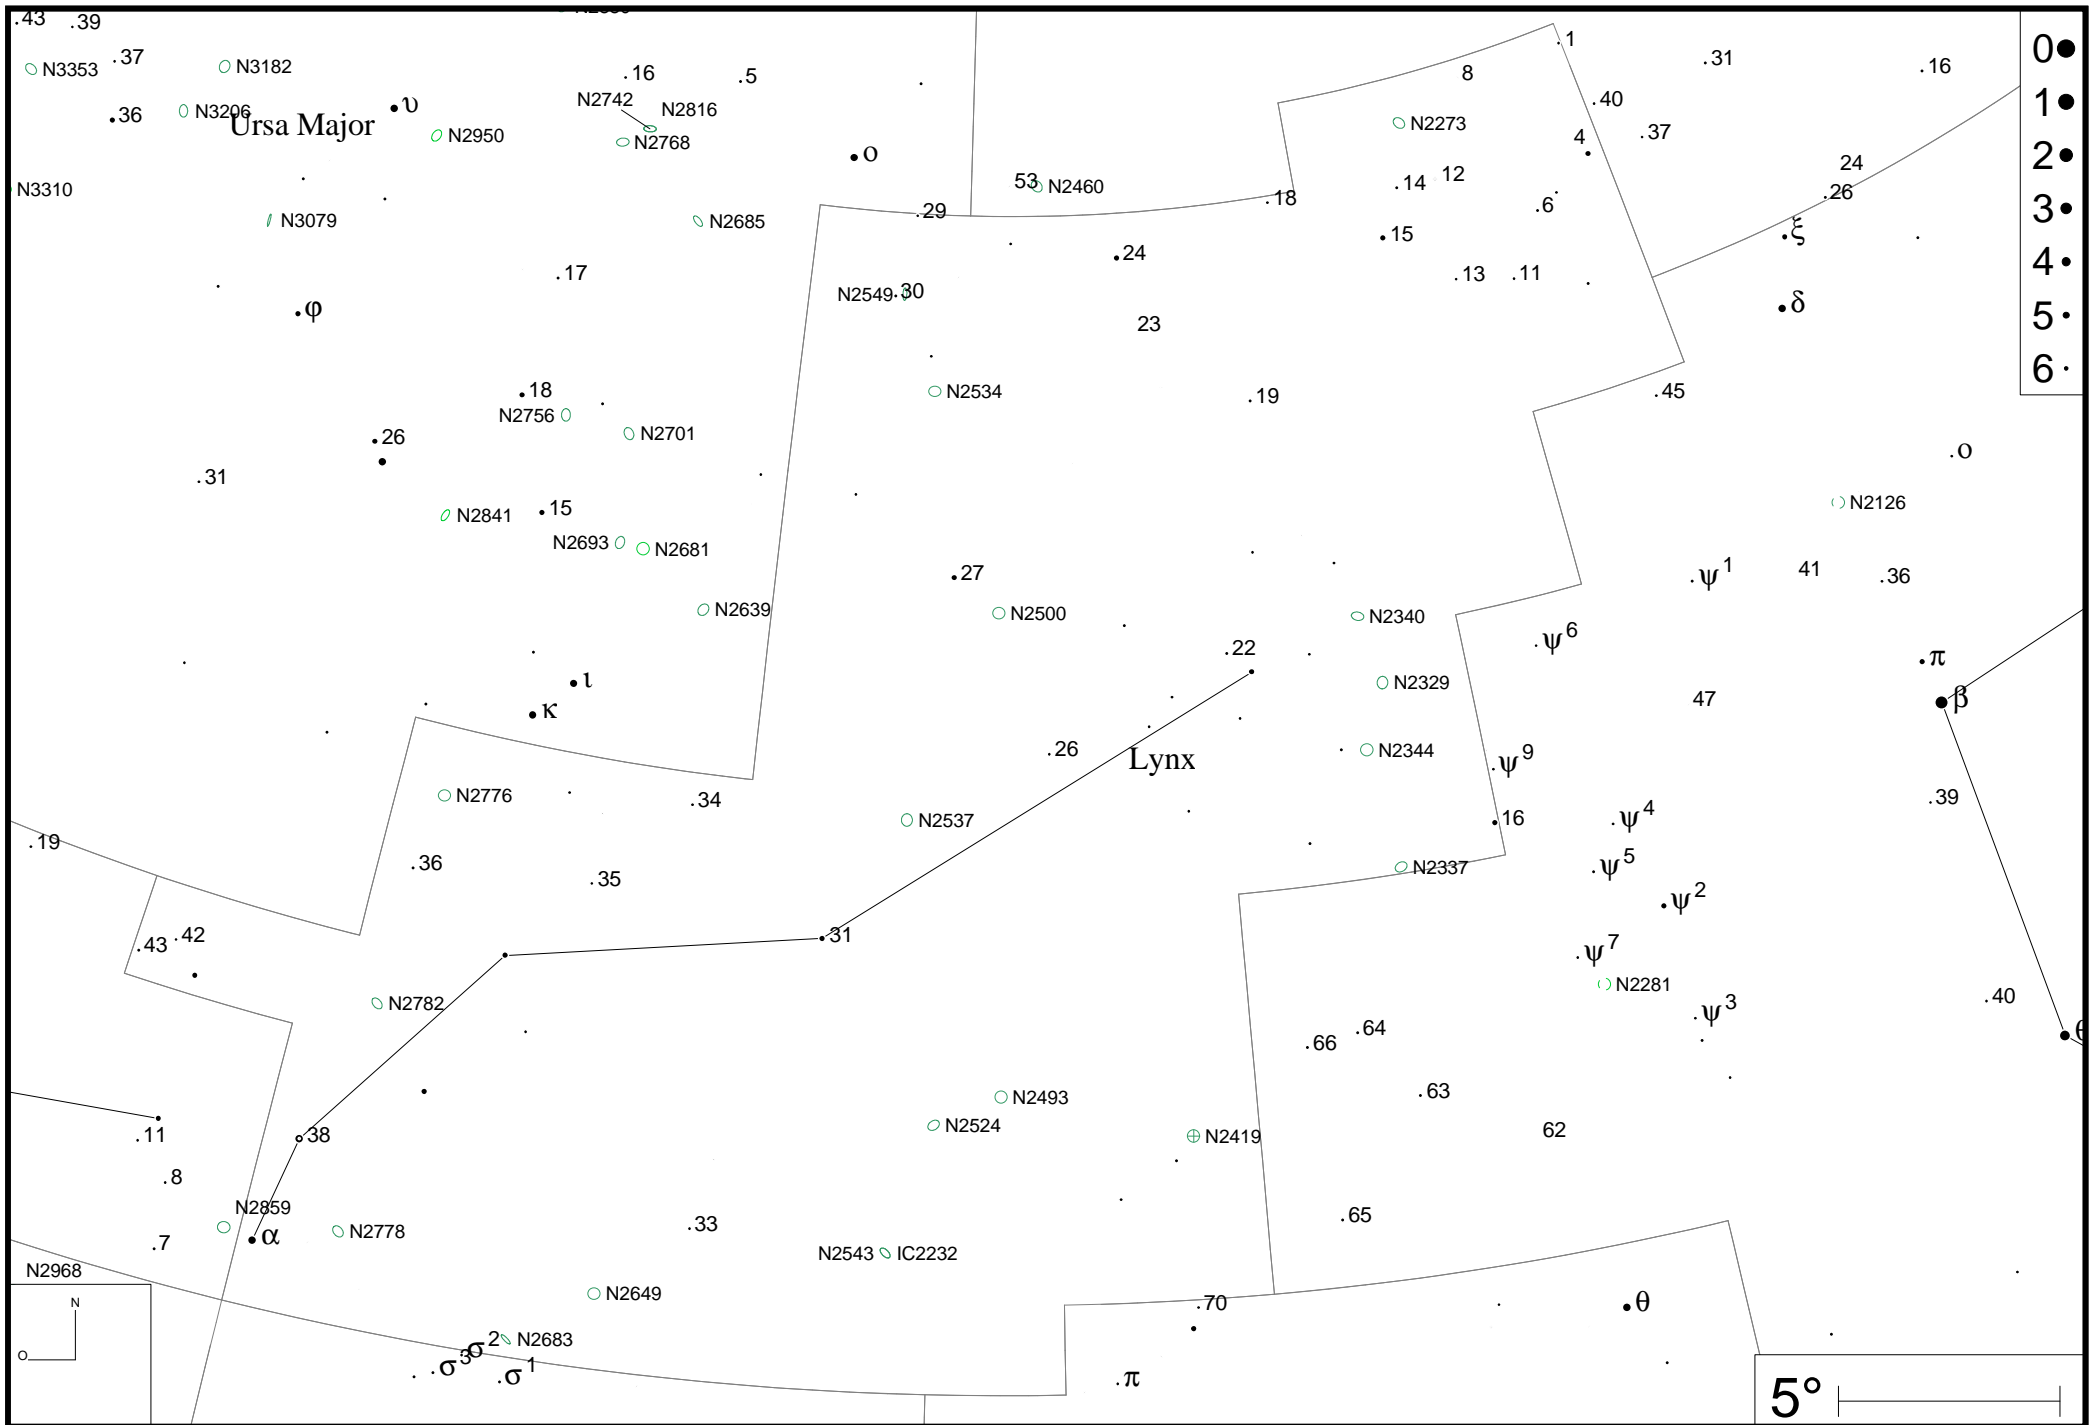 43 39 1 31 16 0
37 N3353 N3182 16 5 8
36 N3206 υ N2742 N2816 N2273 40 1
Ursa Major N2950 N2768 ο 4 37 2
N3310 53 N2460 14 12 24
N3079 N2685 29 18 6 26 3
15 ξ
17 24 13 11 4
φ N2549 30 23 δ 5
18 N2534 19 45 6
N2756 N2701
26 ο
31 N2841 15 N2126
N2693 N2681 27 ψ1 41 36
N2639 N2500 N2340 ψ6
22 π
ι N2329 47 β
κ 26 Lynx N2344 ψ9
N2776 34 39
19 N2537 16 ψ4
36 35 N2337 ψ5
ψ2
43 42 31 ψ7
N2782 N2281 ψ3 40
66 64 θ
N2493 63
11 38 N2524 N2419 62
8
N2859 33 65
7 α N2778 N2543 IC2232
N2968 N2649 70 θ
N
O σ3 σ2 N2683 σ1 π 5°